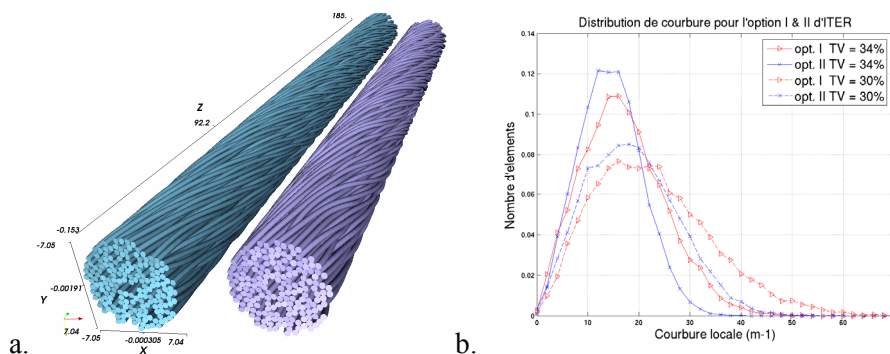 185.
Z
92.2
-0.153
-7.05
-0.00191
Y
7.04
-7.05
-0.000305
X
7.04
a.
Distribution de courbure pour l'option I & II d'ITER
opt. I TV = 34%
opt. II TV = 34%
opt. I TV = 30%
opt. II TV = 30%
Nombre d'elements
0.14
0.12
0.1
0.08
0.06
0.04
0.02
0
0
10
20
30
40
50
60
Courbure locale (m-1)
b.